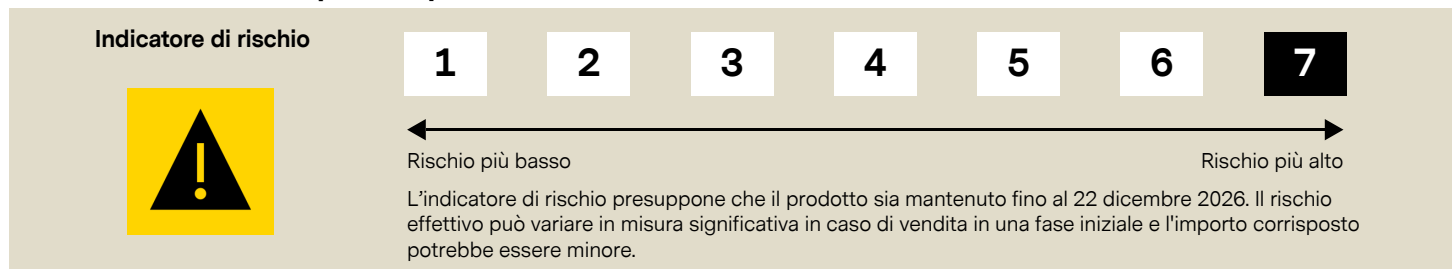 Indicatore di rischio
1 2 3 4 5 6 7
Rischio più basso Rischio più alto
L'indicatore di rischio presuppone che il prodotto sia mantenuto fino al 22 dicembre 2026. Il rischio
effettivo può variare in misura significativa in caso di vendita in una fase iniziale e l'importo corrisposto
potrebbe essere minore.